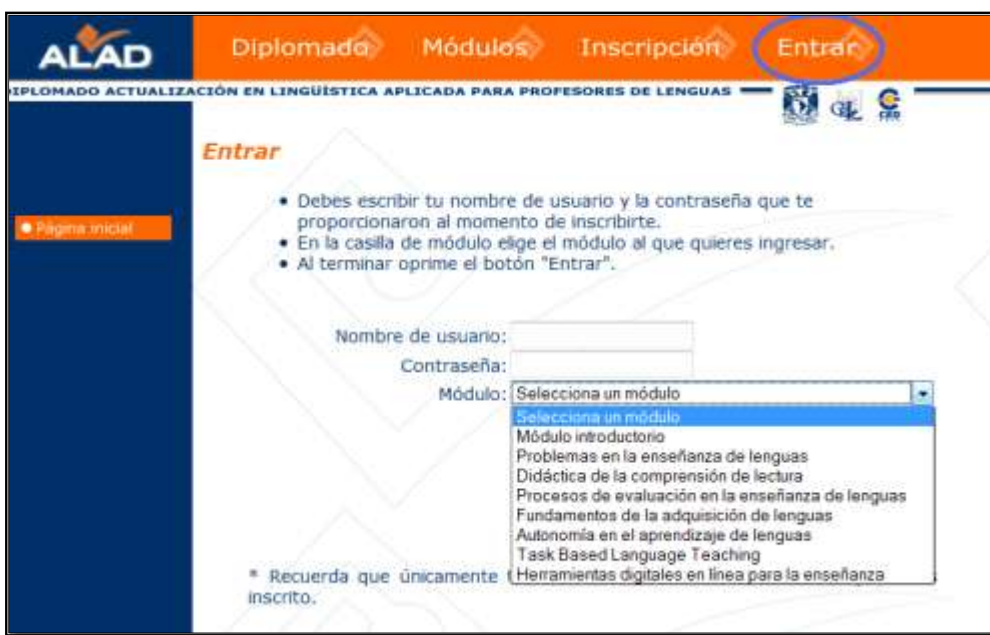 ALAD
Diplomado Módulos Inscripción Entrar
DIPLOMADO ACTUALIZACIÓN EN LINGÜÍSTICA APLICADA PARA PROFESORES DE LENGUAS
Entrar
Debes escribir tu nombre de usuario y la contraseña que te
proporcionaron al momento de inscribirte.
Página inicial
En la casilla de módulo elige el módulo al que quieres ingresar.
Al terminar oprime el botón "Entrar".
Nombre de usuario:
Contraseña:
Módulo: Selecciona un módulo
Selecciona un módulo
Módulo introductorio
Problemas en la enseñanza de lenguas
Didáctica de la comprensión de lectura
Procesos de evaluación en la enseñanza de lenguas
Fundamentos de la adquisición de lenguas
Autonomía en el aprendizaje de lenguas
Task Based Language Teaching
Herramientas digitales en línea para la enseñanza
* Recuerda que únicamente
inscrito.